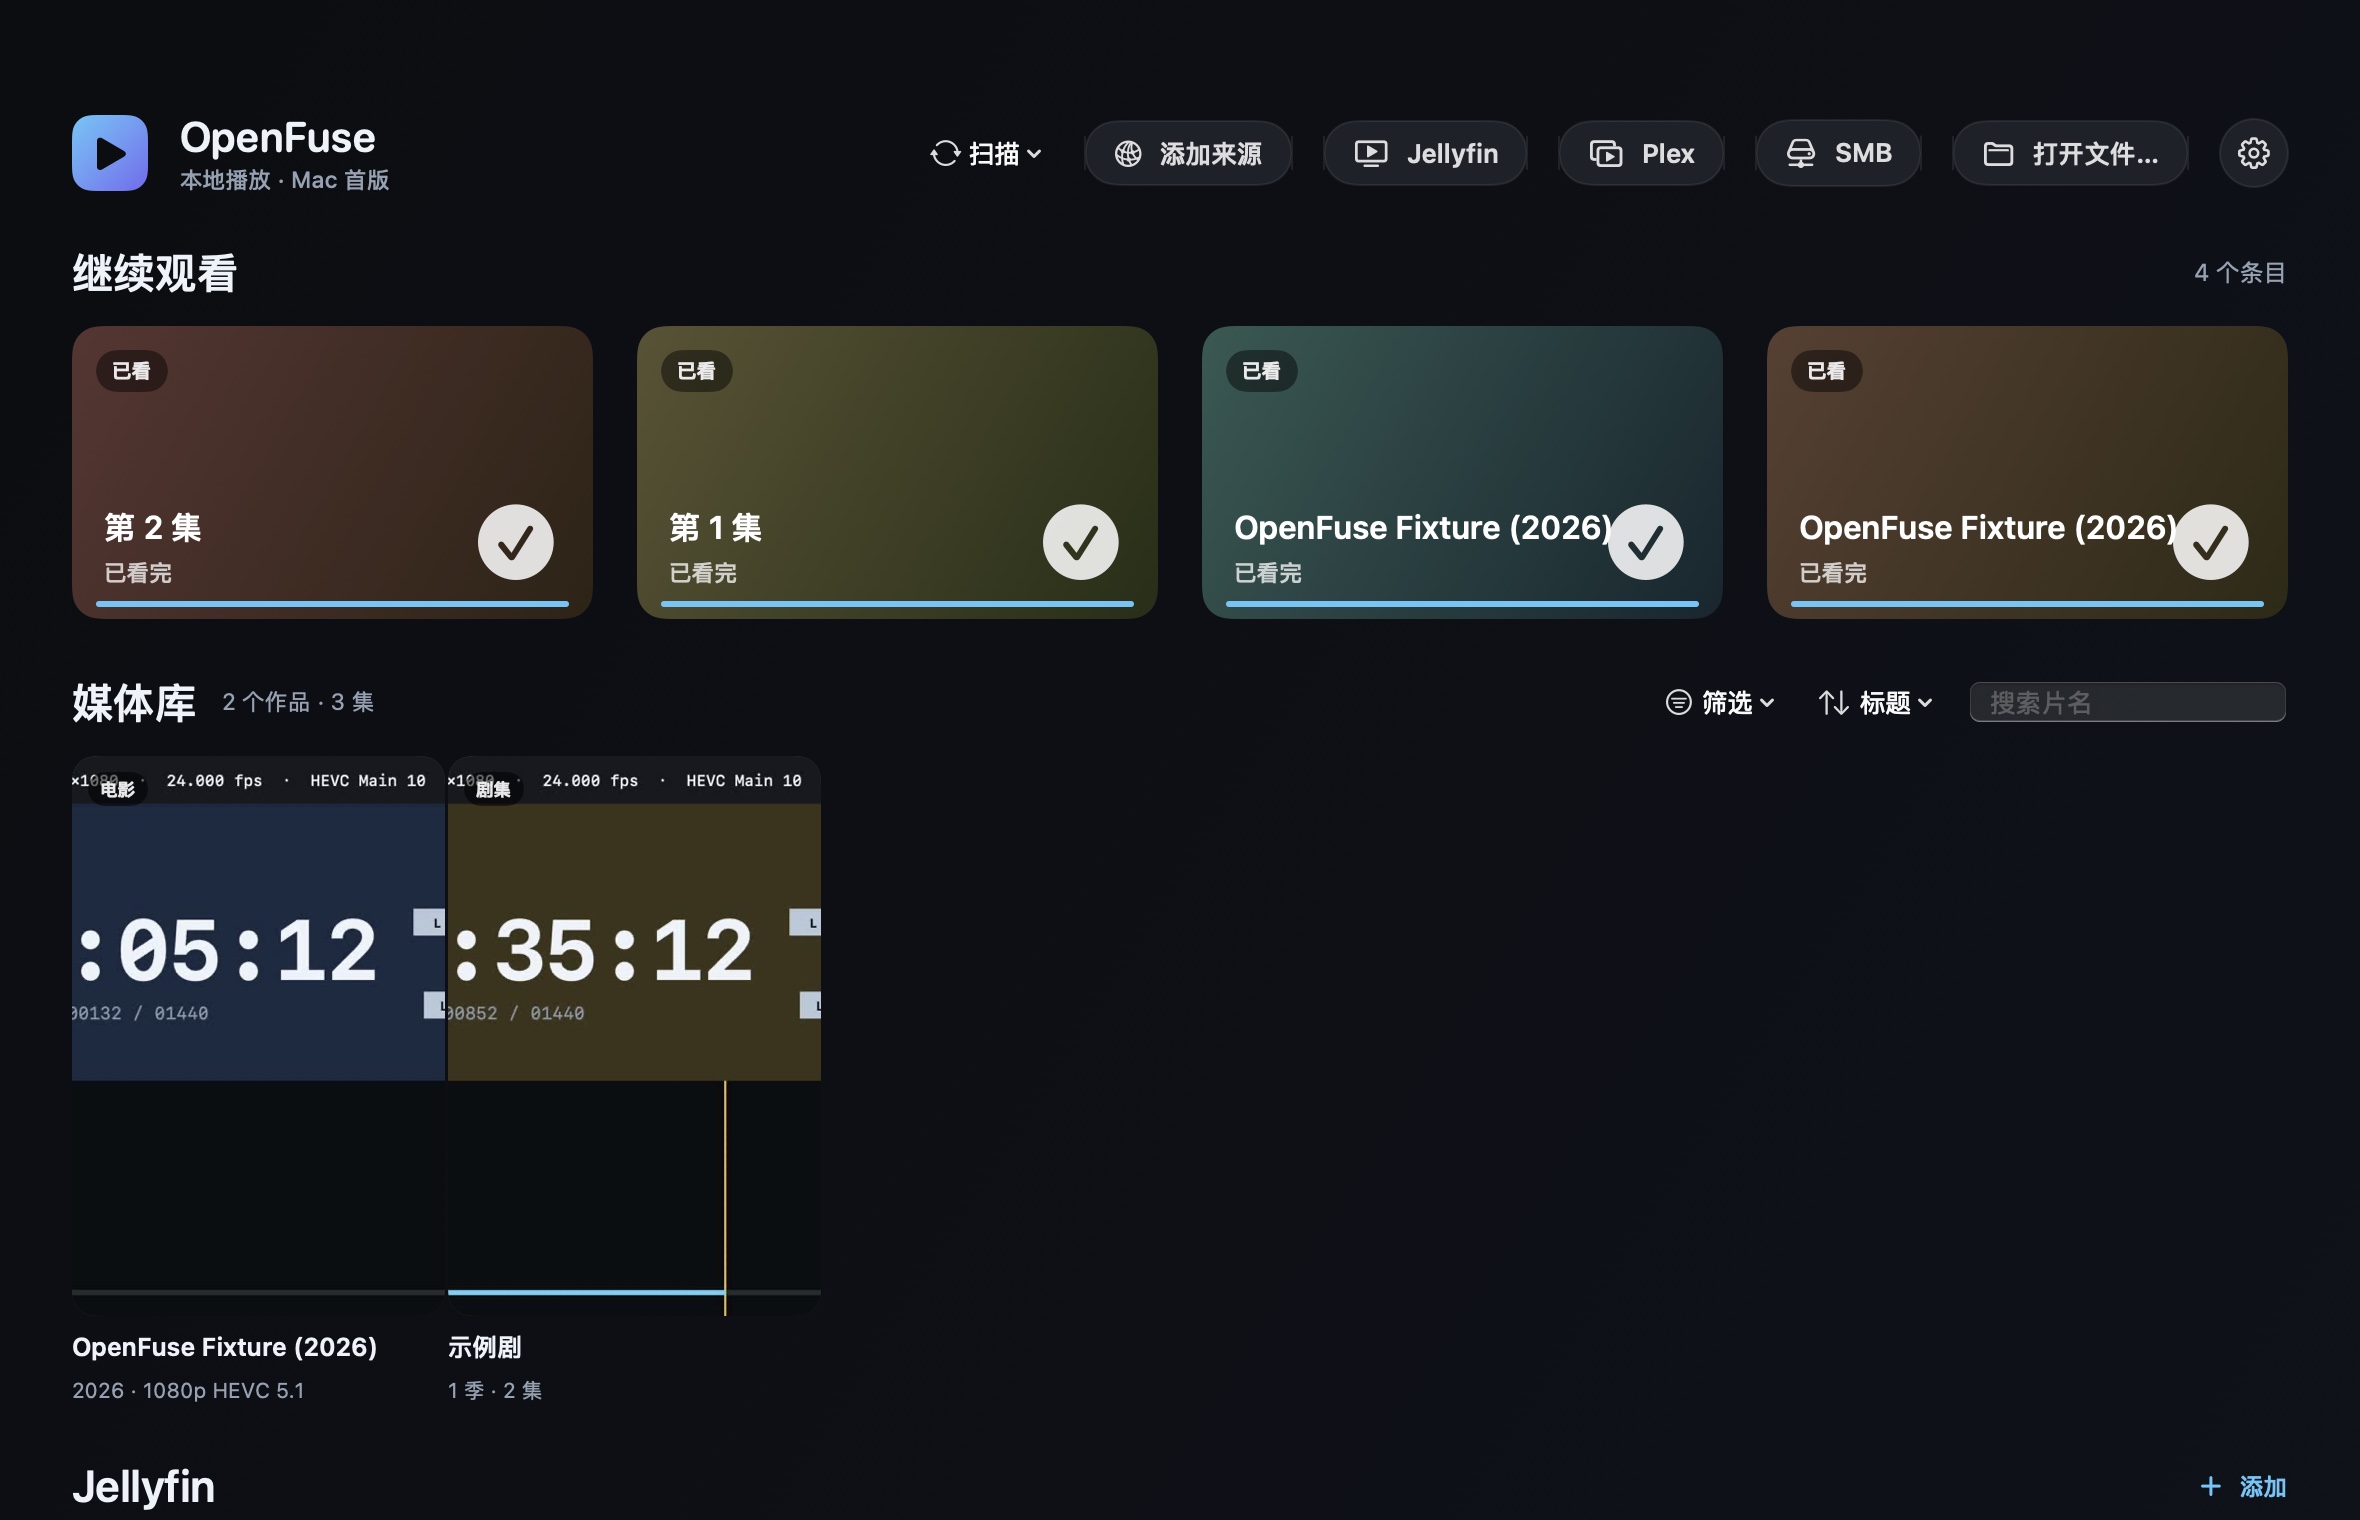 OpenFuse
本地播放 · Mac 首版
扫描
添加来源
Jellyfin
Plex
SMB
打开文件...
继续观看
4 个条目
已看
第 2 集
已看完
已看
第 1 集
已看完
已看
OpenFuse Fixture (2026)
已看完
已看
OpenFuse Fixture (2026)
已看完
媒体库
2 个作品 · 3 集
筛选
标题
搜索片名
×1080 · 24.000 fps · HEVC Main 10
电影
:05:12
L
00132 / 01440
L
OpenFuse Fixture (2026)
2026 · 1080p HEVC 5.1
×1080 · 24.000 fps · HEVC Main 10
剧集
:35:12
L
00852 / 01440
L
示例剧
1 季 · 2 集
Jellyfin
+ 添加